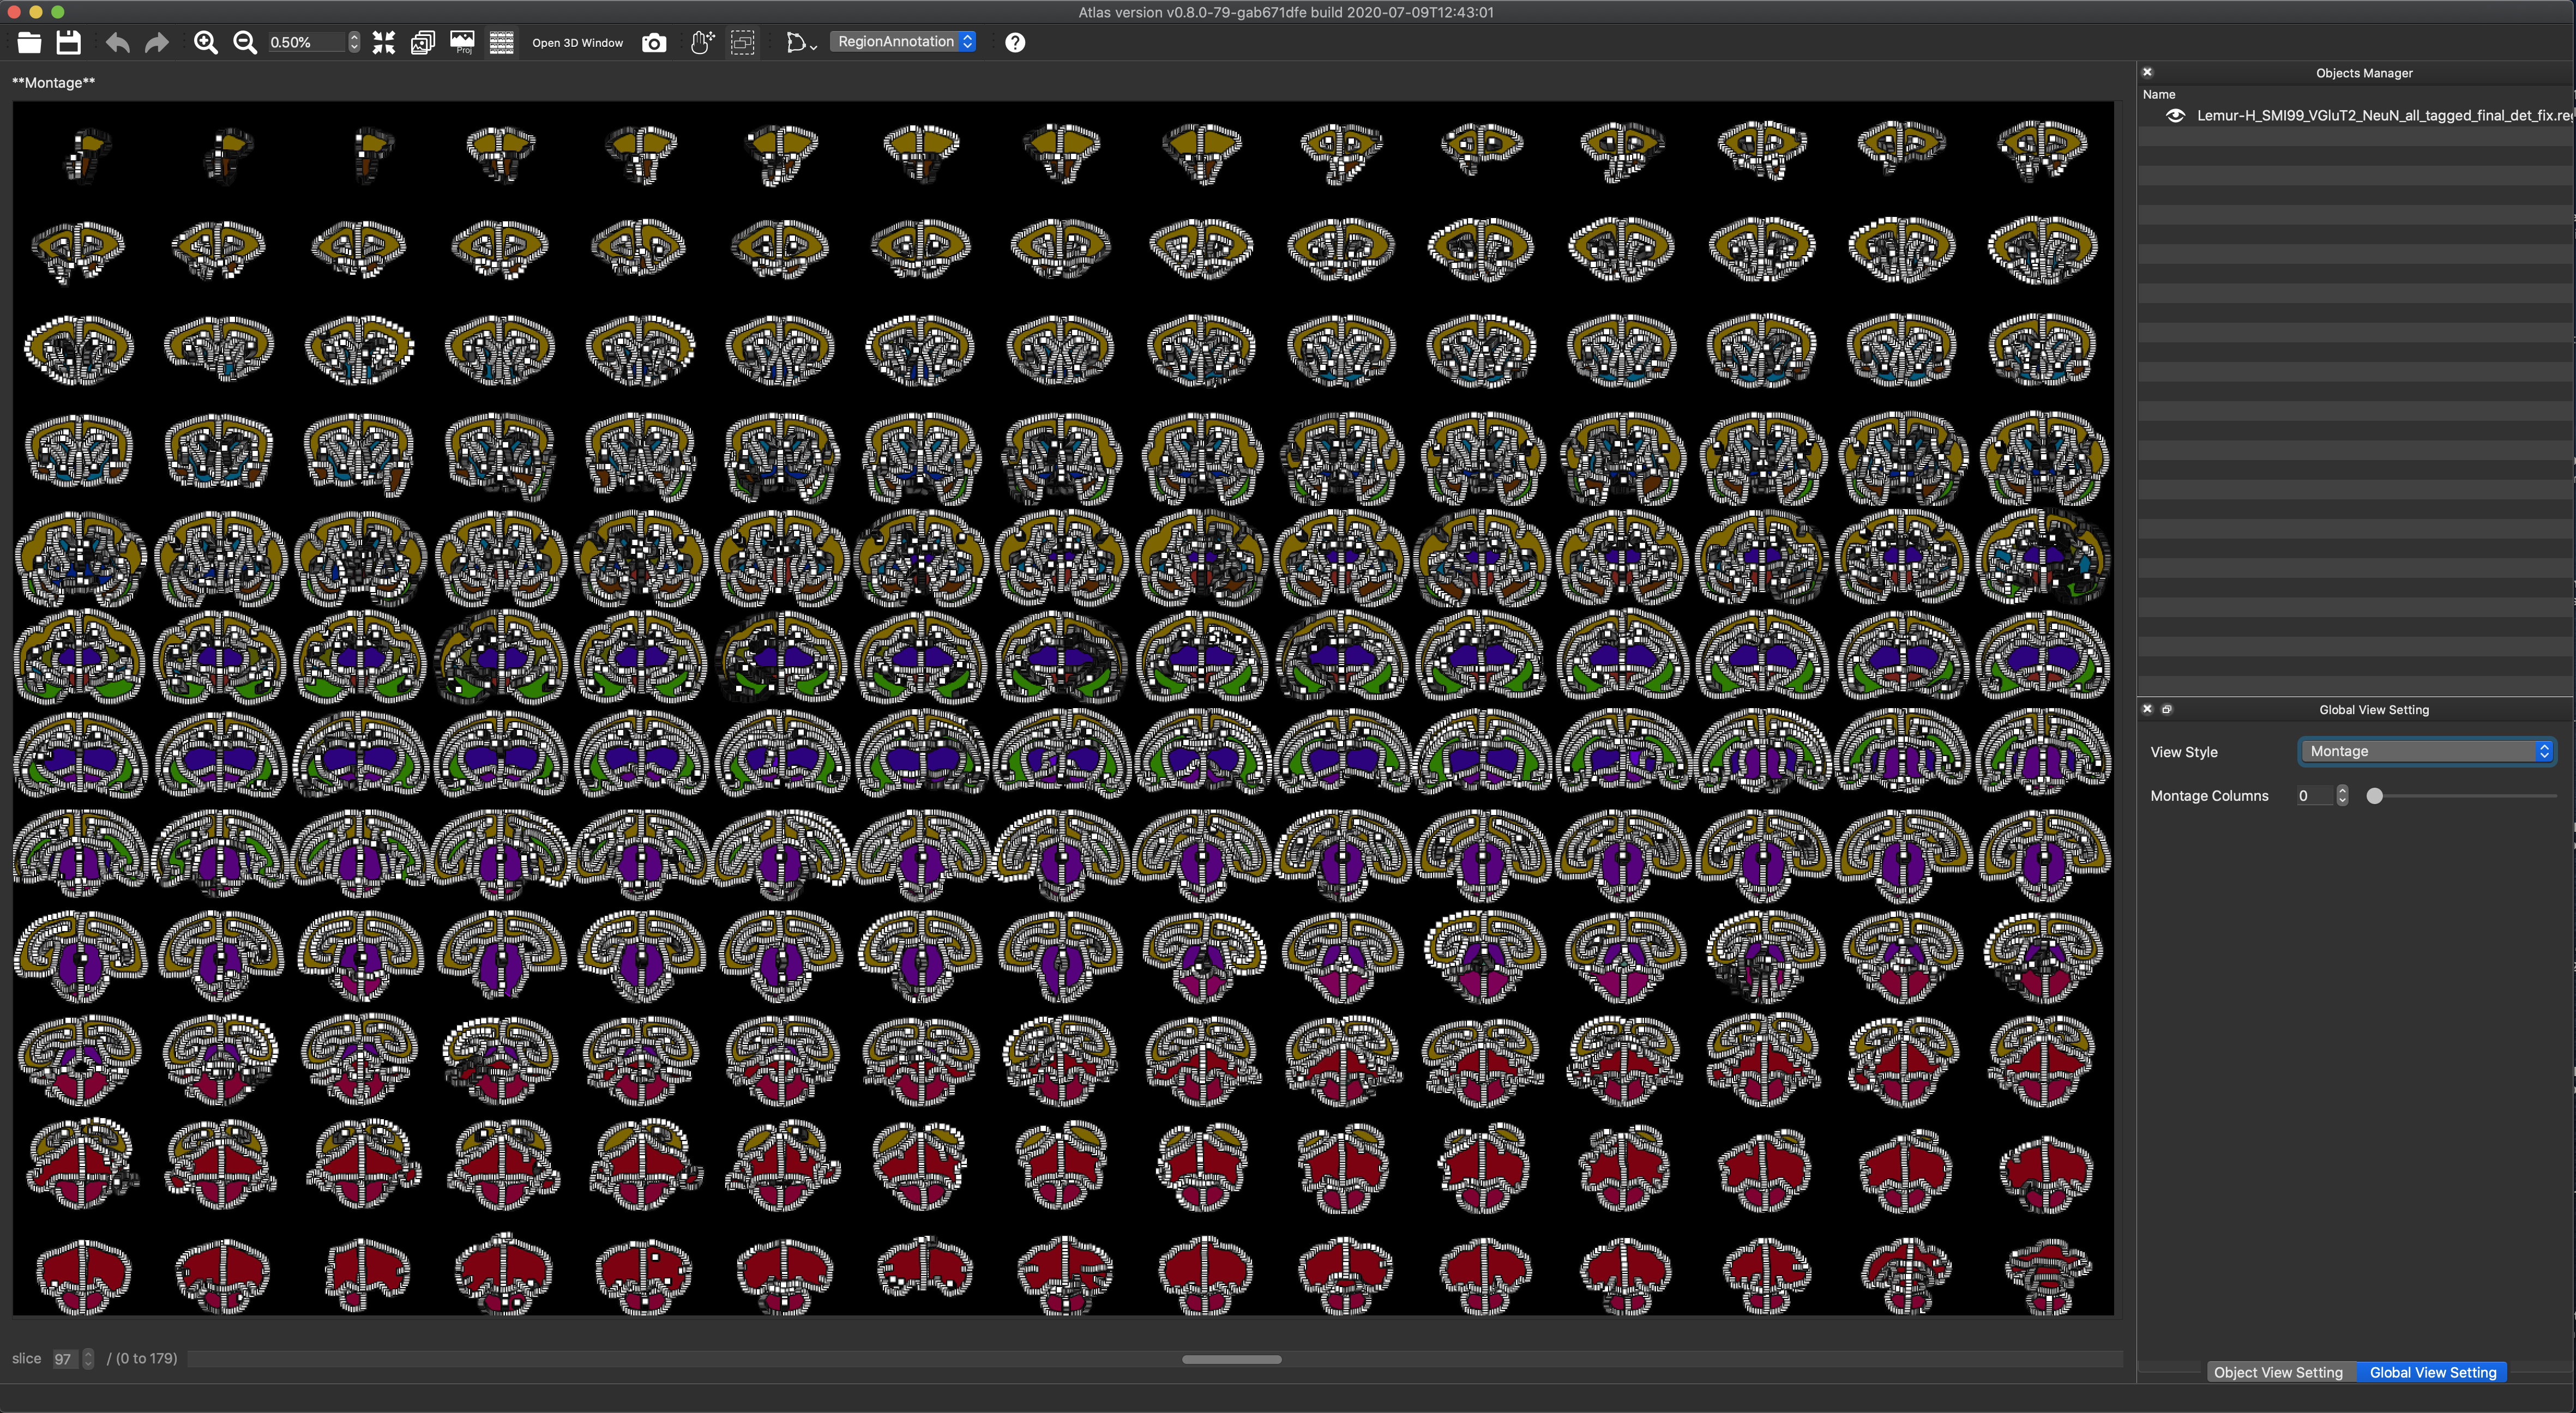 Atlas version v0.8.0-79-gab671dfe build 2020-07-09T12:43:01
0.50%
Proj
Open 3D Window
RegionAnnotation
?
**Montage**
Objects Manager
Name
Lemur-H_SMI99_VGluT2_NeuN_all_tagged_final_det_fix.re
Global View Setting
View Style
Montage
Montage Columns
0
slice 97 / (0 to 179)
Object View Setting
Global View Setting